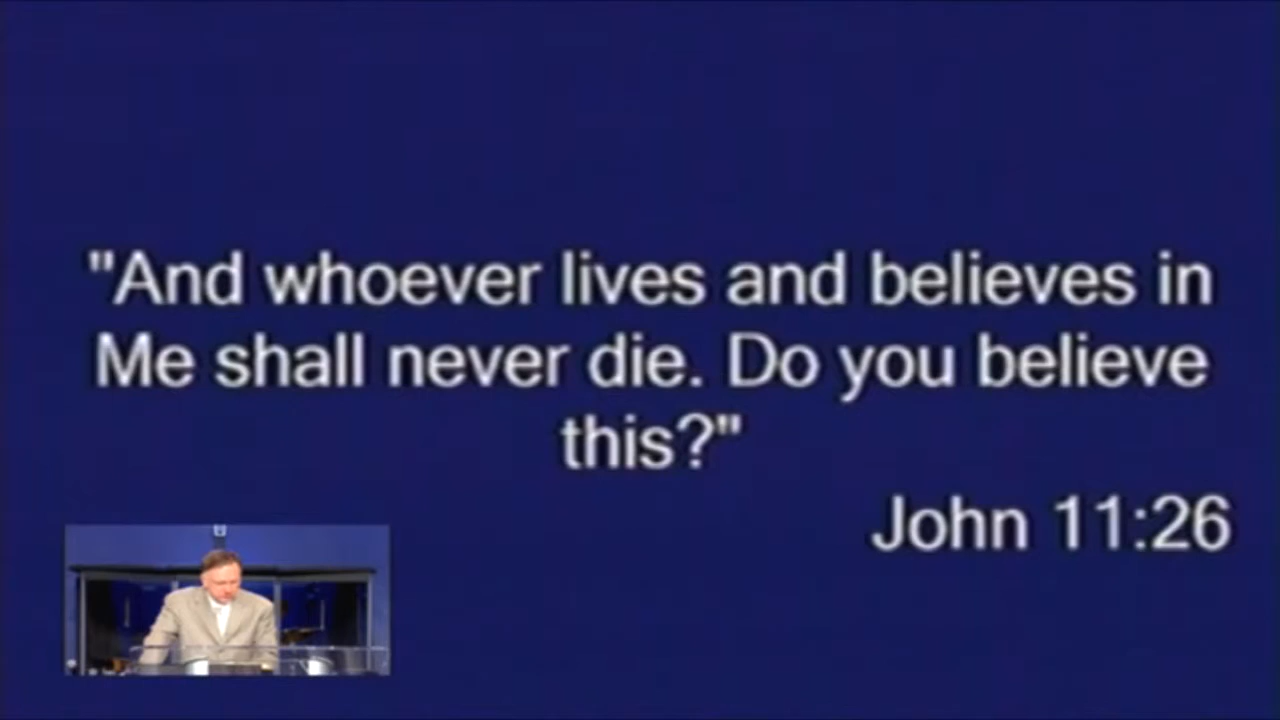 "And whoever lives and believes in
Me shall never die. Do you believe
this?"
John 11:26